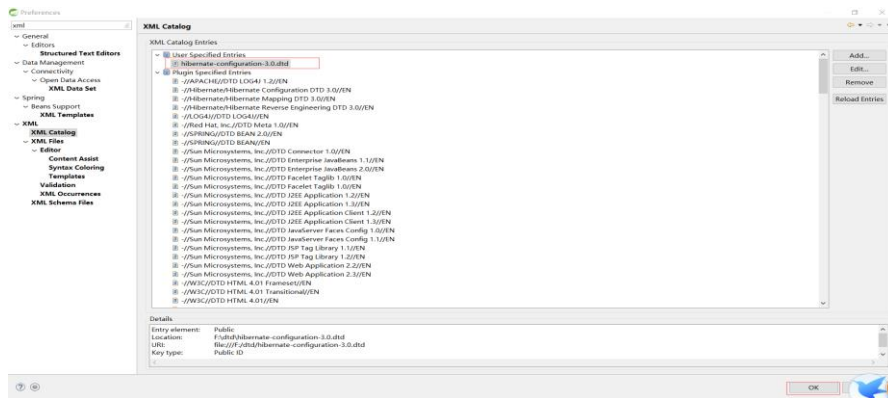 Preferences
xml
General
Editors
Structured Text Editors
Data Management
Connectivity
Open Data Access
XML Data Set
Spring
Beans Support
XML Templates
XML
XML Catalog
XML Files
Editor
Content Assist
Syntax Coloring
Templates
Validation
XML Occurrences
XML Schema Files
XML Catalog
XML Catalog Entries
User Specified Entries
hibernate-configuration-3.0.dtd
Plugin Specified Entries
-//APACHE//DTD LOG4J 1.2//EN
-//Hibernate/Hibernate Configuration DTD 3.0//EN
-//Hibernate/Hibernate Mapping DTD 3.0//EN
-//Hibernate/Hibernate Reverse Engineering DTD 3.0//EN
-//LOG4J//DTD LOG4J//EN
-//Red Hat, Inc.//DTD Meta 1.0//EN
-//SPRING//DTD BEAN 2.0//EN
-//SPRING//DTD BEAN//EN
-//Sun Microsystems, Inc.//DTD Connector 1.0//EN
-//Sun Microsystems, Inc.//DTD Enterprise JavaBeans 1.1//EN
-//Sun Microsystems, Inc.//DTD Enterprise JavaBeans 2.0//EN
-//Sun Microsystems, Inc.//DTD Facelet Taglib 1.0//EN
-//Sun Microsystems, Inc.//DTD Facelet Taglib 1.0//EN
-//Sun Microsystems, Inc.//DTD J2EE Application 1.2//EN
-//Sun Microsystems, Inc.//DTD J2EE Application 1.3//EN
-//Sun Microsystems, Inc.//DTD J2EE Application Client 1.2//EN
-//Sun Microsystems, Inc.//DTD J2EE Application Client 1.3//EN
-//Sun Microsystems, Inc.//DTD JavaServer Faces Config 1.0//EN
-//Sun Microsystems, Inc.//DTD JavaServer Faces Config 1.1//EN
-//Sun Microsystems, Inc.//DTD JSP Tag Library 1.1//EN
-//Sun Microsystems, Inc.//DTD JSP Tag Library 1.2//EN
-//Sun Microsystems, Inc.//DTD Web Application 2.2//EN
-//Sun Microsystems, Inc.//DTD Web Application 2.3//EN
-//W3C//DTD HTML 4.01 Frameset//EN
-//W3C//DTD HTML 4.01 Transitional//EN
-//W3C//DTD HTML 4.01//EN
Add...
Edit...
Remove
Reload Entries
Details
Entry element: Public
Location: F:\dtd\hibernate-configuration-3.0.dtd
URI: file:///F:/dtd/hibernate-configuration-3.0.dtd
Key type: Public ID
OK